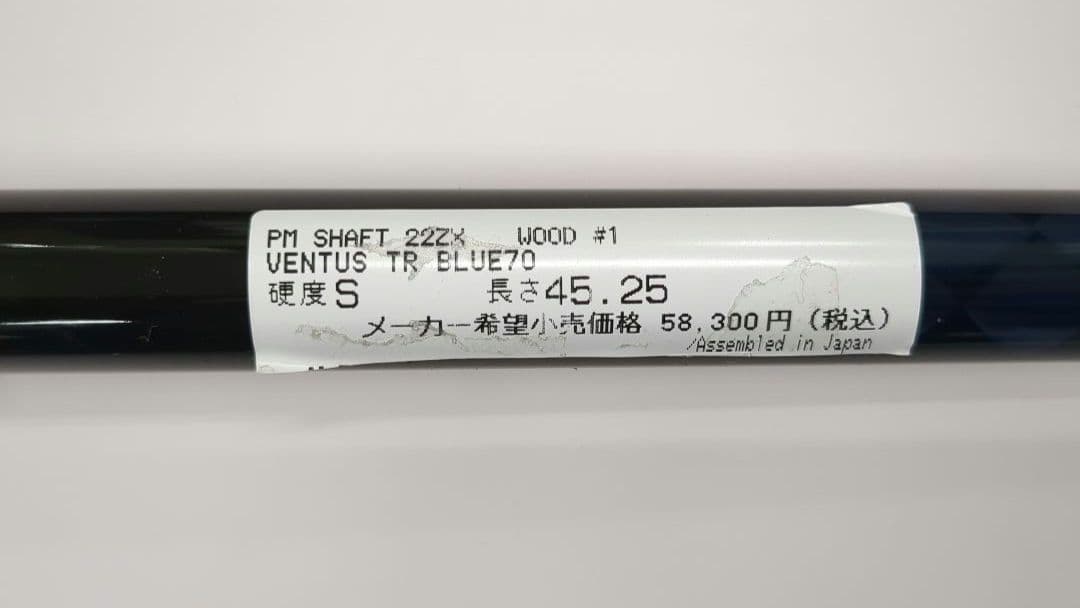 PM SHAFT 22ZX WOOD #1
VENTUS TR BLUE70
硬度S 長さ45.25
メーカー希望小売価格 58,300円(税込)
/Assembled in Japan